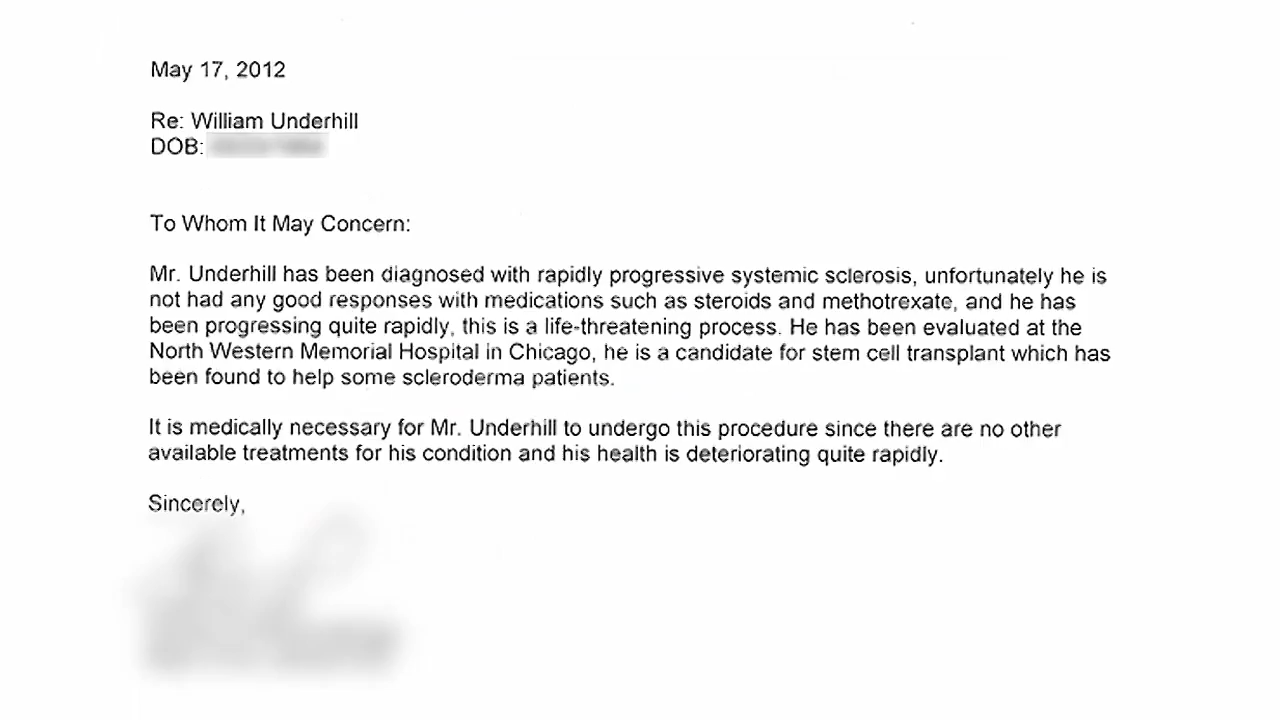 May 17, 2012
Re: William Underhill
DOB:
To Whom It May Concern:
Mr. Underhill has been diagnosed with rapidly progressive systemic sclerosis, unfortunately he is
not had any good responses with medications such as steroids and methotrexate, and he has
been progressing quite rapidly, this is a life-threatening process. He has been evaluated at the
North Western Memorial Hospital in Chicago, he is a candidate for stem cell transplant which has
been found to help some scleroderma patients.
It is medically necessary for Mr. Underhill to undergo this procedure since there are no other
available treatments for his condition and his health is deteriorating quite rapidly.
Sincerely,